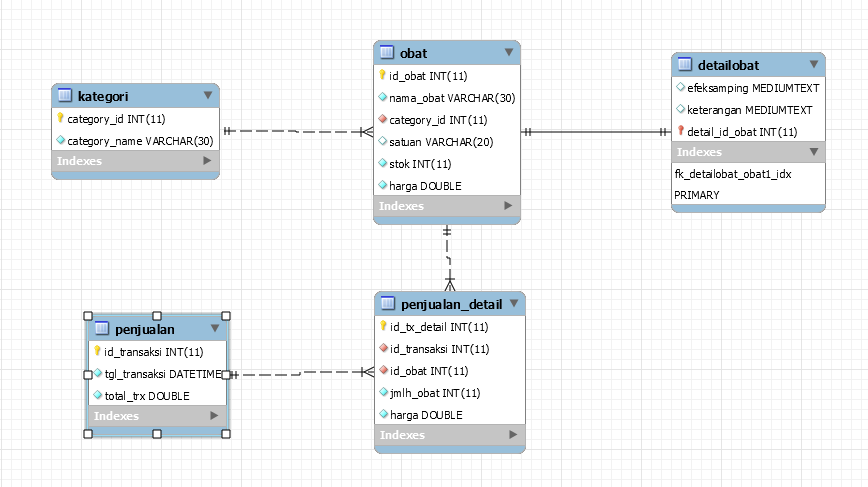 kategori
category_id INT(11)
category_name VARCHAR(30)
Indexes
obat
id_obat INT(11)
nama_obat VARCHAR(30)
category_id INT(11)
satuan VARCHAR(20)
stok INT(11)
harga DOUBLE
Indexes
detailobat
efeksamping MEDIUMTEXT
keterangan MEDIUMTEXT
detail_id_obat INT(11)
Indexes
fk_detailobat_obat1_idx
PRIMARY
penjualan
id_transaksi INT(11)
tgl_transaksi DATETIME
total_trx DOUBLE
Indexes
penjualan_detail
id_tx_detail INT(11)
id_transaksi INT(11)
id_obat INT(11)
jmlh_obat INT(11)
harga DOUBLE
Indexes